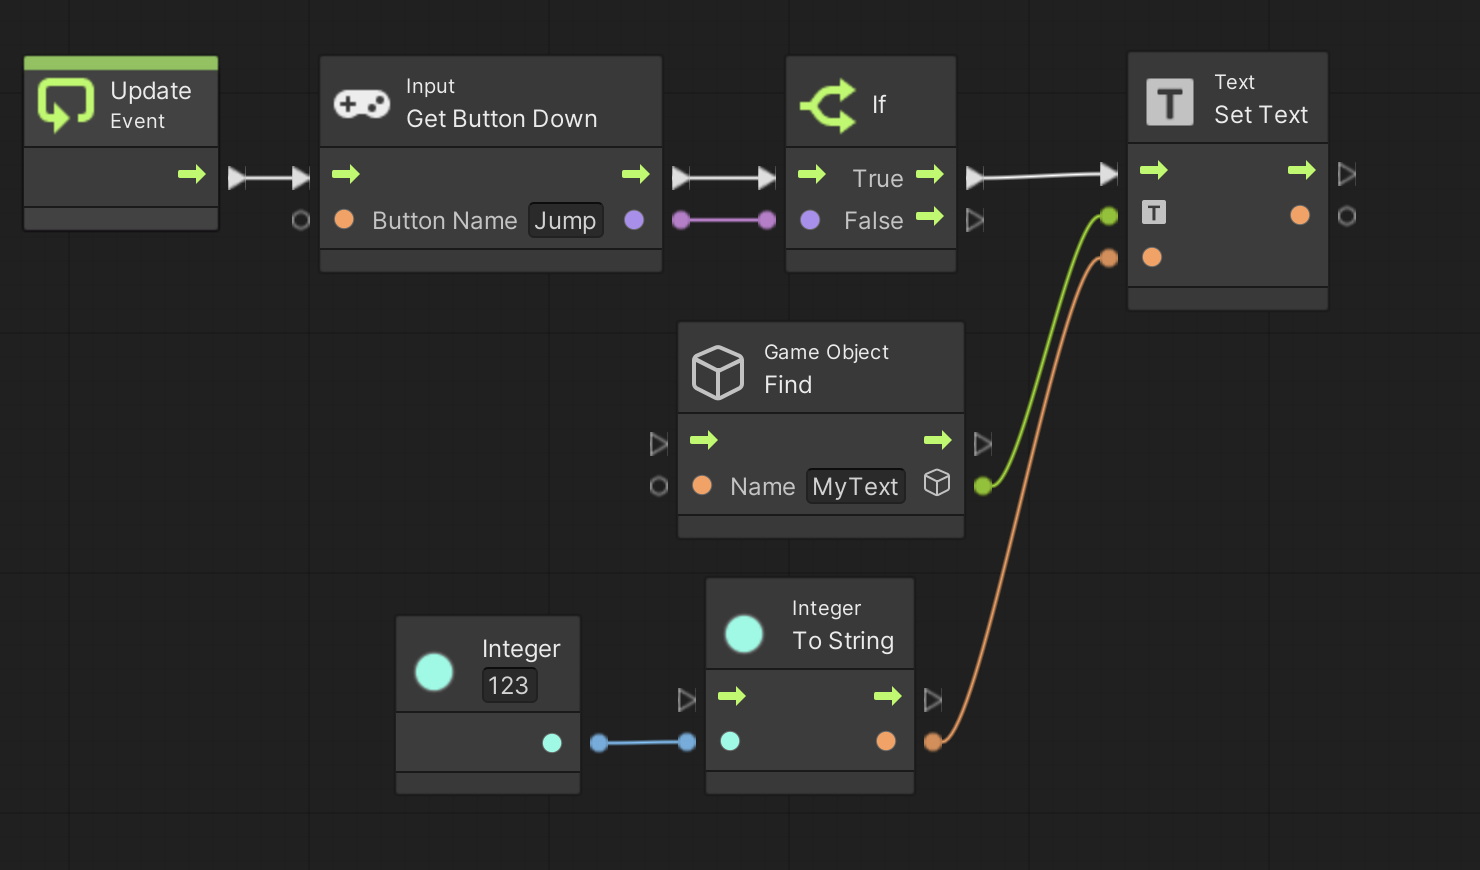 Update
Event
Input
Get Button Down
Button Name Jump
If
True
False
Text
Set Text
T
T
Game Object
Find
Name MyText
Integer
123
Integer
To String